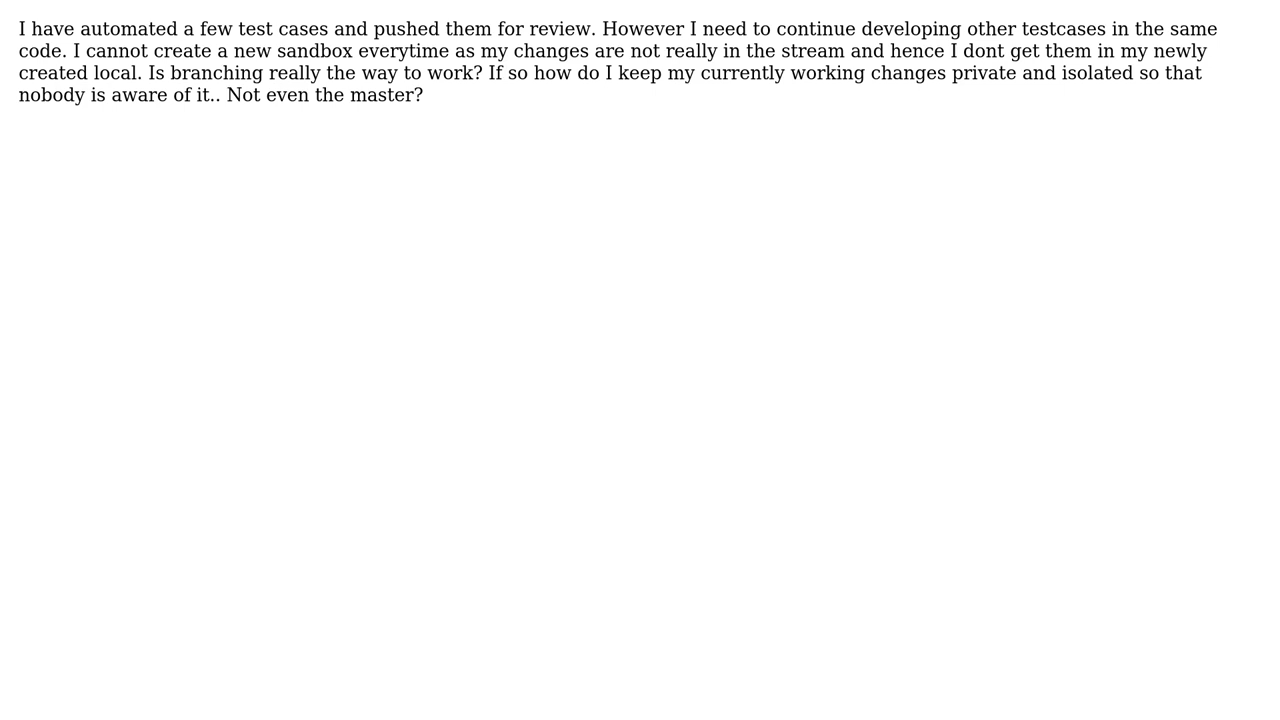 I have automated a few test cases and pushed them for review. However I need to continue developing other testcases in the same
code. I cannot create a new sandbox everytime as my changes are not really in the stream and hence I dont get them in my newly
created local. Is branching really the way to work? If so how do I keep my currently working changes private and isolated so that
nobody is aware of it.. Not even the master?